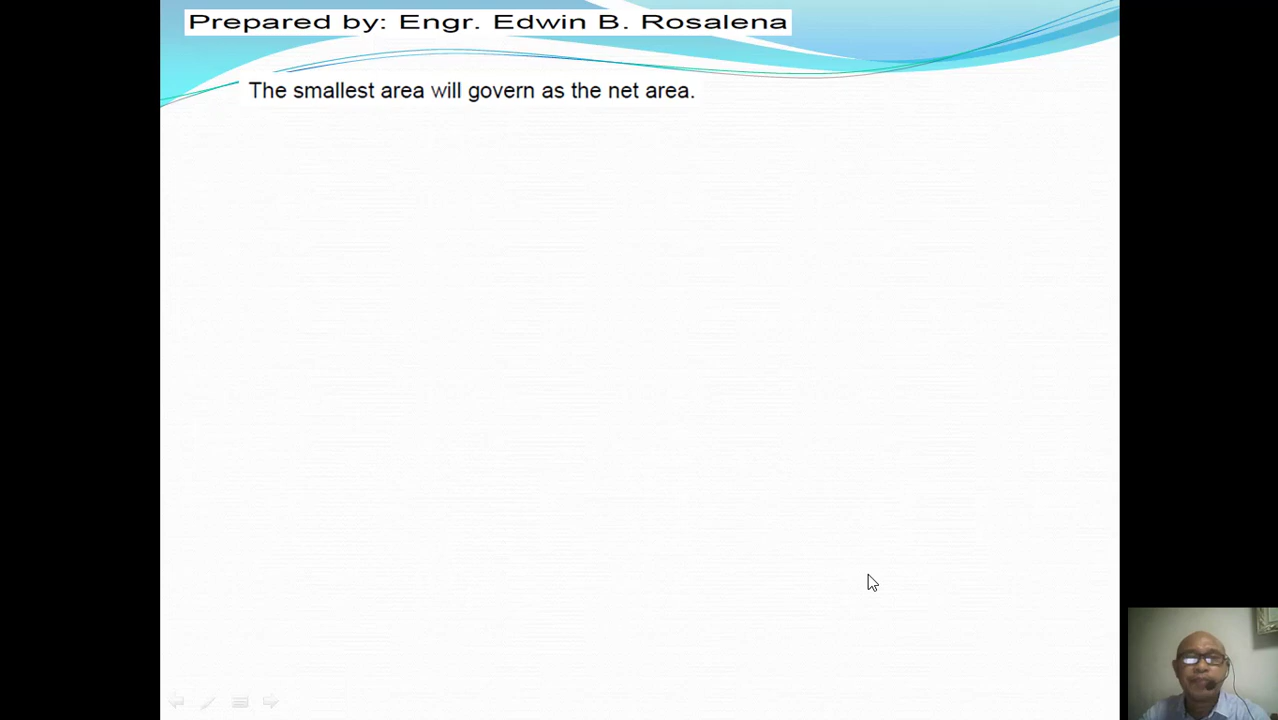 Prepared by: Engr. Edwin B. Rosalena
The smallest area will govern as the net area.